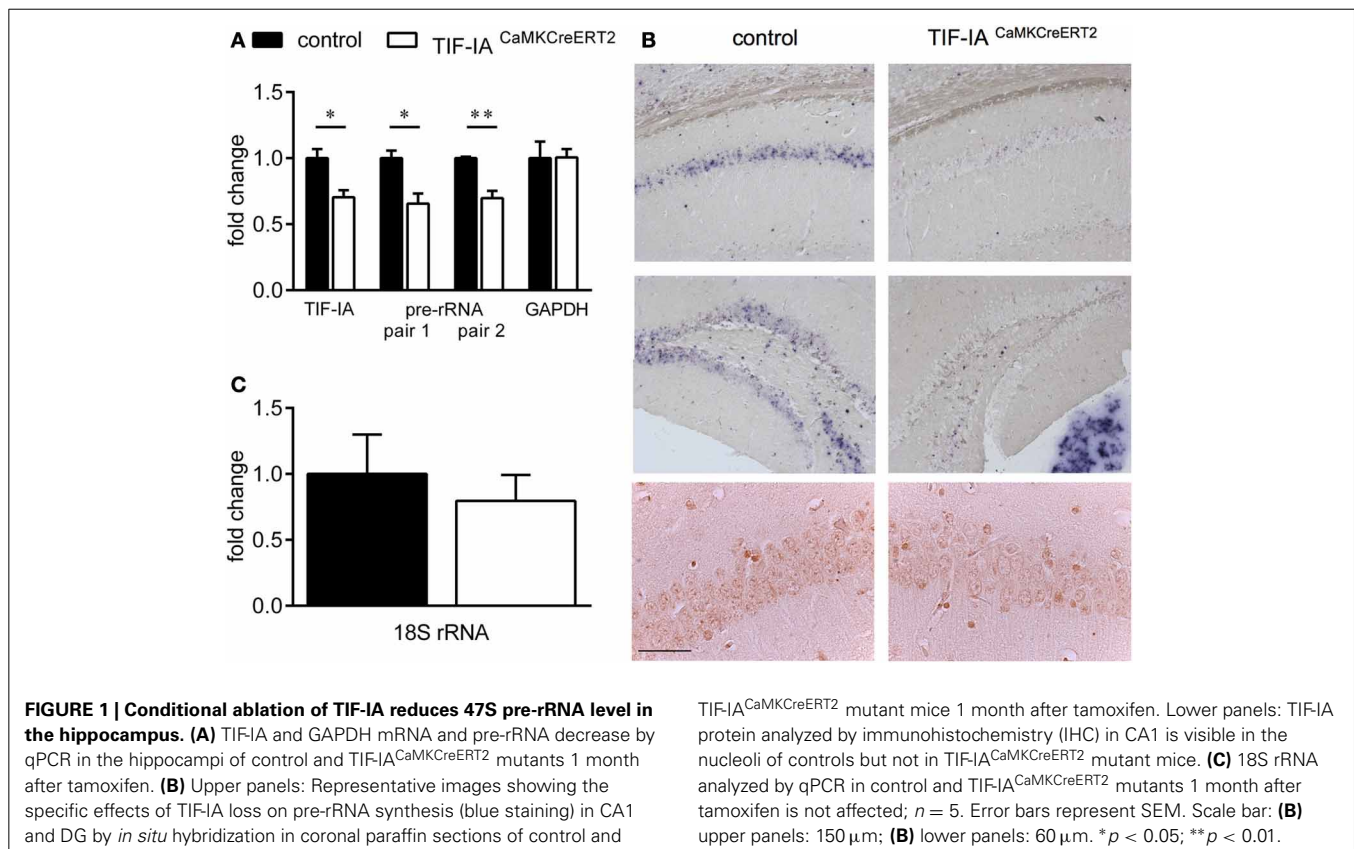 A control TIF-IA CaMKCreERT2
fold change
1.5
1.0
0.5
0.0
* * **
TIF-IA pre-rRNA GAPDH
pair 1 pair 2
B control TIF-IA CaMKCreERT2
C
fold change
1.5
1.0
0.5
0.0
18S rRNA
FIGURE 1 | Conditional ablation of TIF-IA reduces 47S pre-rRNA level in
the hippocampus. (A) TIF-IA and GAPDH mRNA and pre-rRNA decrease by
qPCR in the hippocampi of control and TIF-IACaMKCreERT2 mutants 1 month
after tamoxifen. (B) Upper panels: Representative images showing the
specific effects of TIF-IA loss on pre-rRNA synthesis (blue staining) in CA1
and DG by in situ hybridization in coronal paraffin sections of control and
TIF-IACaMKCreERT2 mutant mice 1 month after tamoxifen. Lower panels: TIF-IA
protein analyzed by immunohistochemistry (IHC) in CA1 is visible in the
nucleoli of controls but not in TIF-IACaMKCreERT2 mutant mice. (C) 18S rRNA
analyzed by qPCR in control and TIF-IACaMKCreERT2 mutants 1 month after
tamoxifen is not affected; n = 5. Error bars represent SEM. Scale bar: (B)
upper panels: 150 μm; (B) lower panels: 60 μm. *p < 0.05; **p < 0.01.